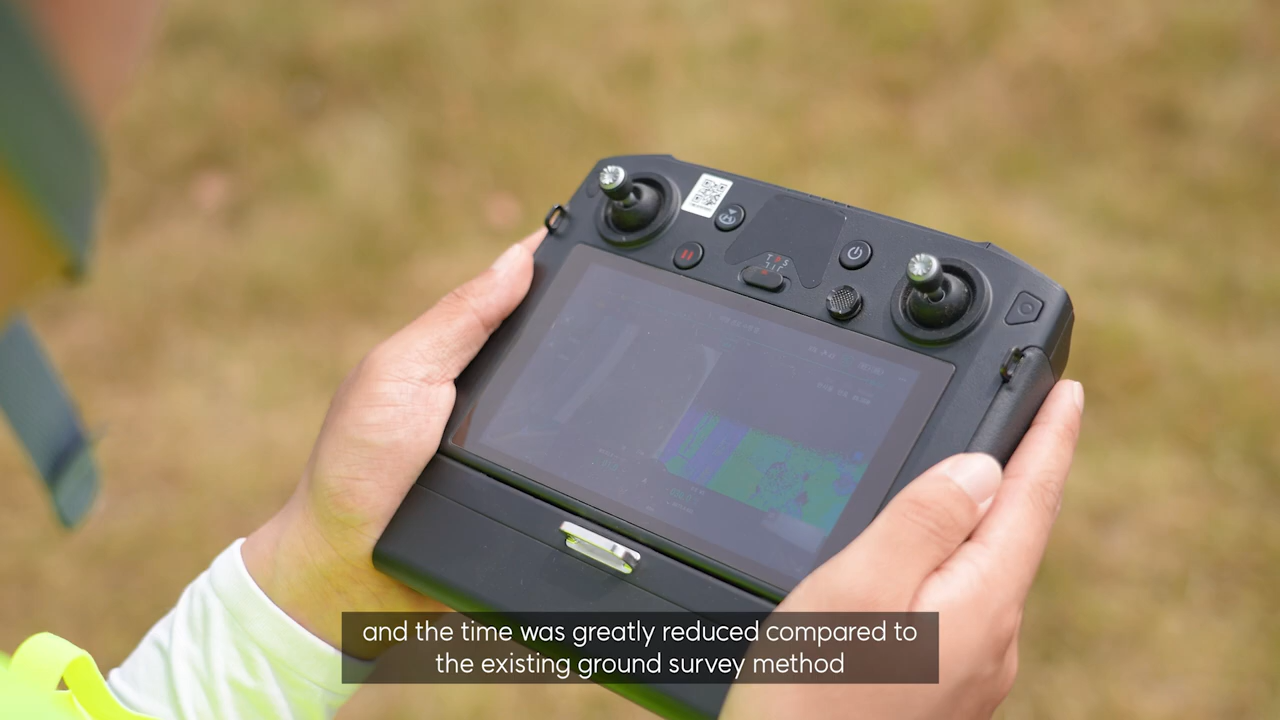 T S
and the time was greatly reduced compared to
the existing ground survey method